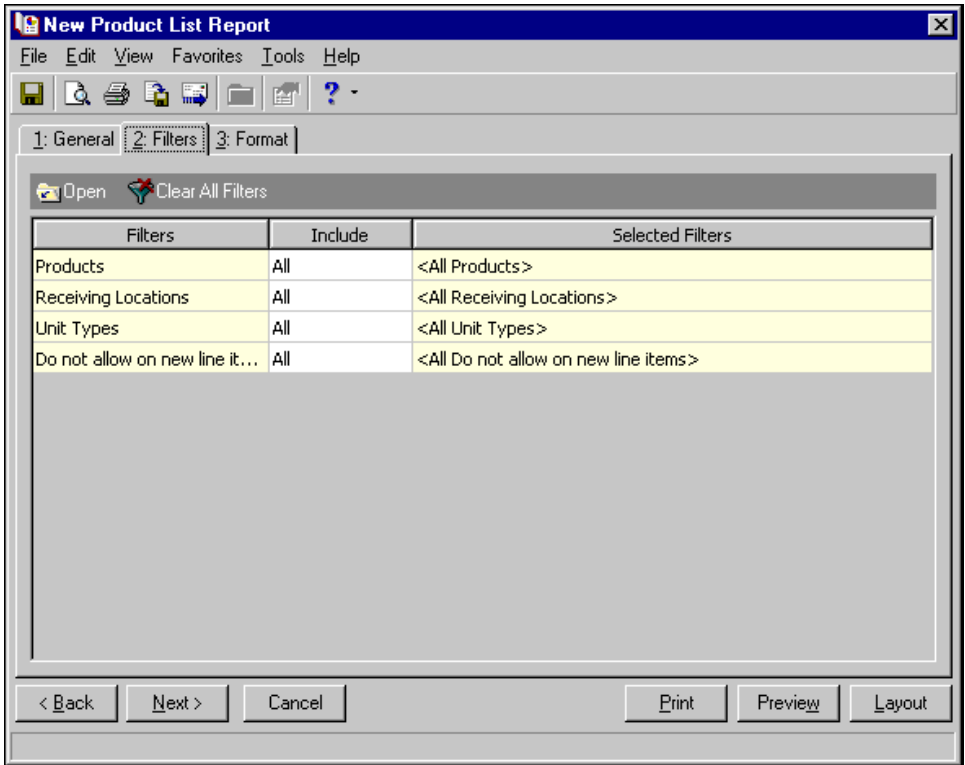 New Product List Report
File Edit View Favorites Tools Help
?
1: General 2: Filters 3: Format
Open Clear All Filters
Filters Include Selected Filters
Products All <All Products>
Receiving Locations All <All Receiving Locations>
Unit Types All <All Unit Types>
Do not allow on new line it... All <All Do not allow on new line items>
< Back Next > Cancel Print Preview Layout